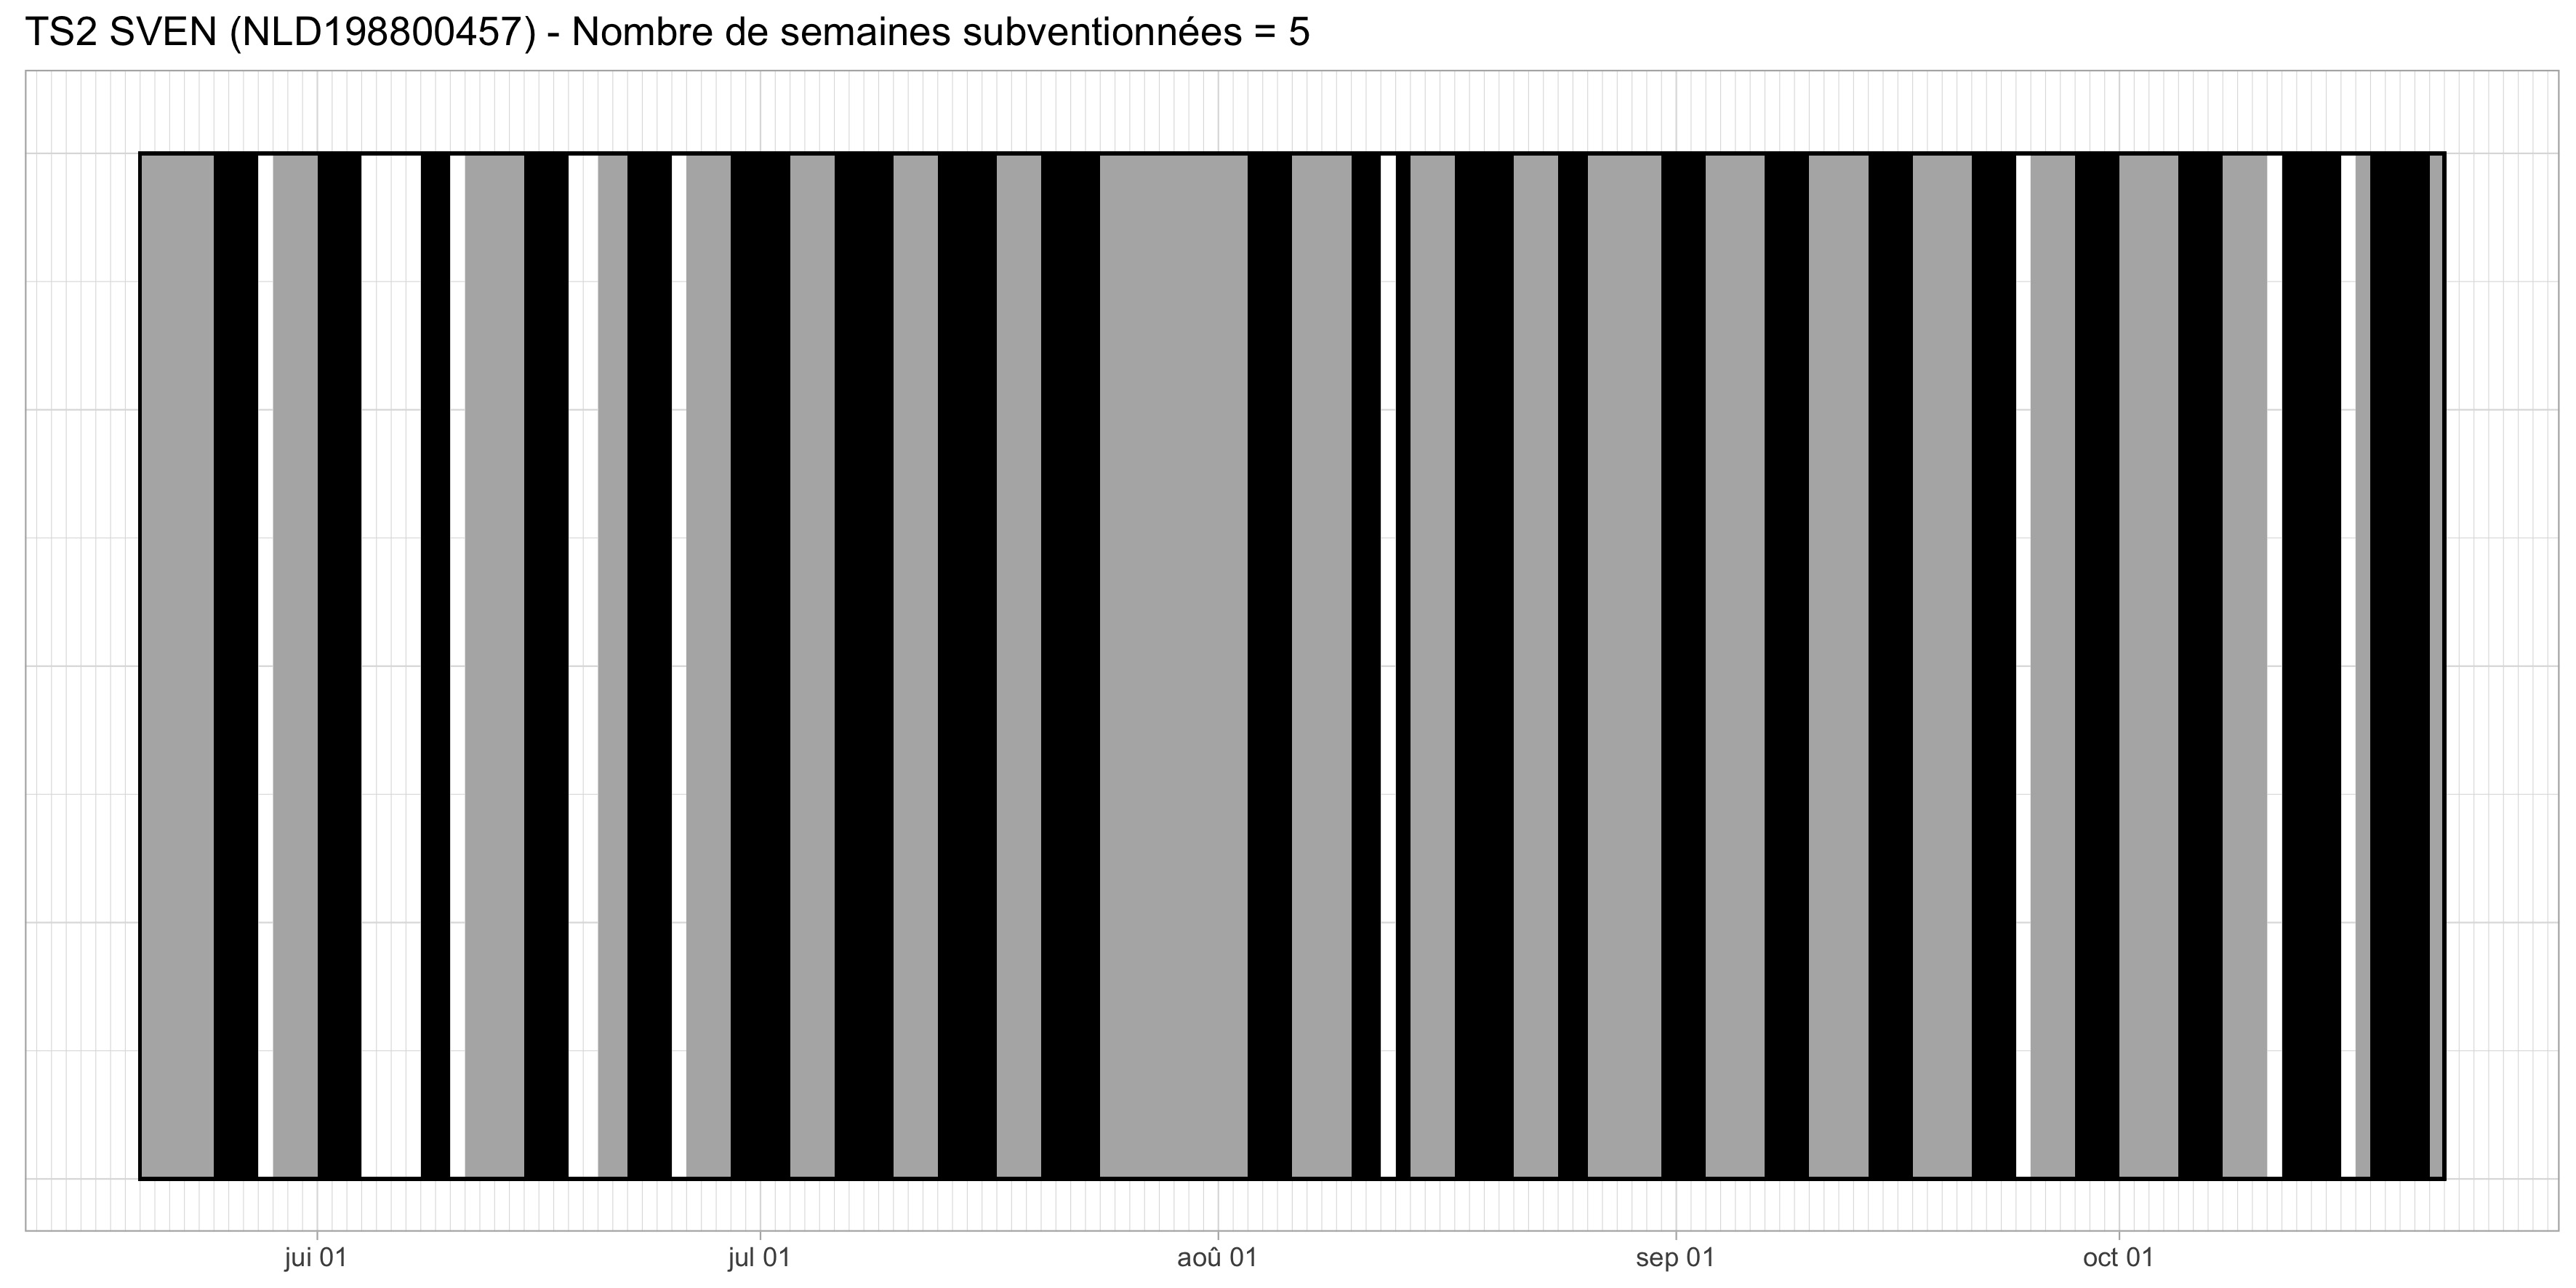 TS2 SVEN (NLD198800457) - Nombre de semaines subventionnées = 5
jui 01 jul 01 aoû 01 sep 01 oct 01